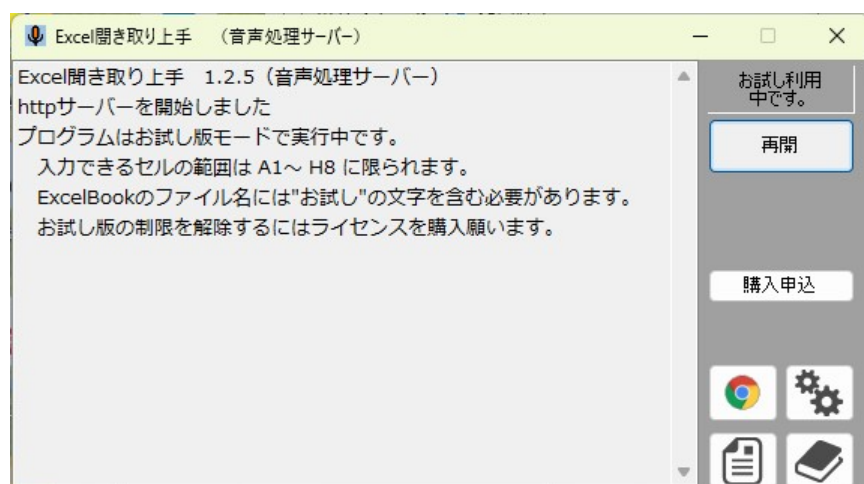 Excel聞き取り上手　（音声処理サーバー）
Excel聞き取り上手　1.2.5（音声処理サーバー）
httpサーバーを開始しました
プログラムはお試し版モードで実行中です。
　入力できるセルの範囲は A1～ H8 に限られます。
　ExcelBookのファイル名には"お試し"の文字を含む必要があります。
　お試し版の制限を解除するにはライセンスを購入願います。
お試し利用
中です。
再開
購入申込